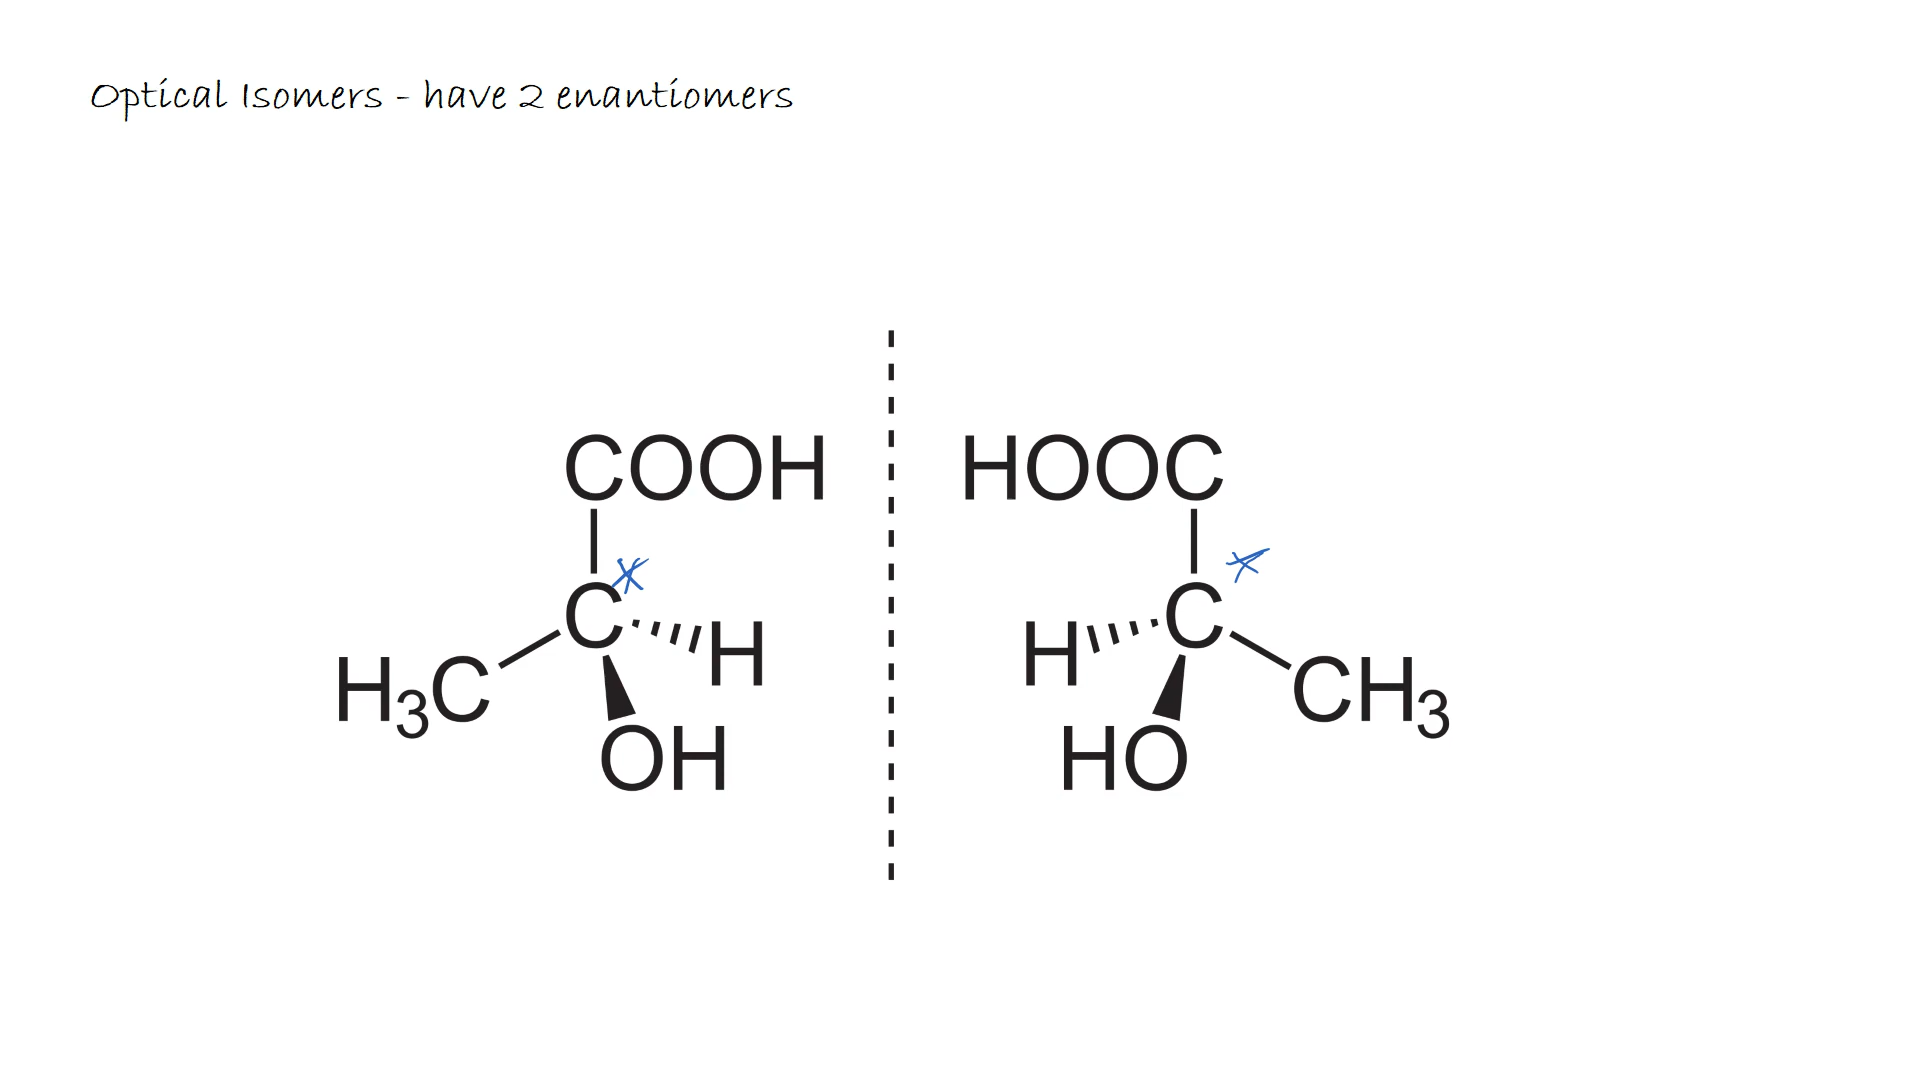 Optical Isomers - have 2 enantiomers
COOH HOOC
C H H C
H3C CH3
OH HO